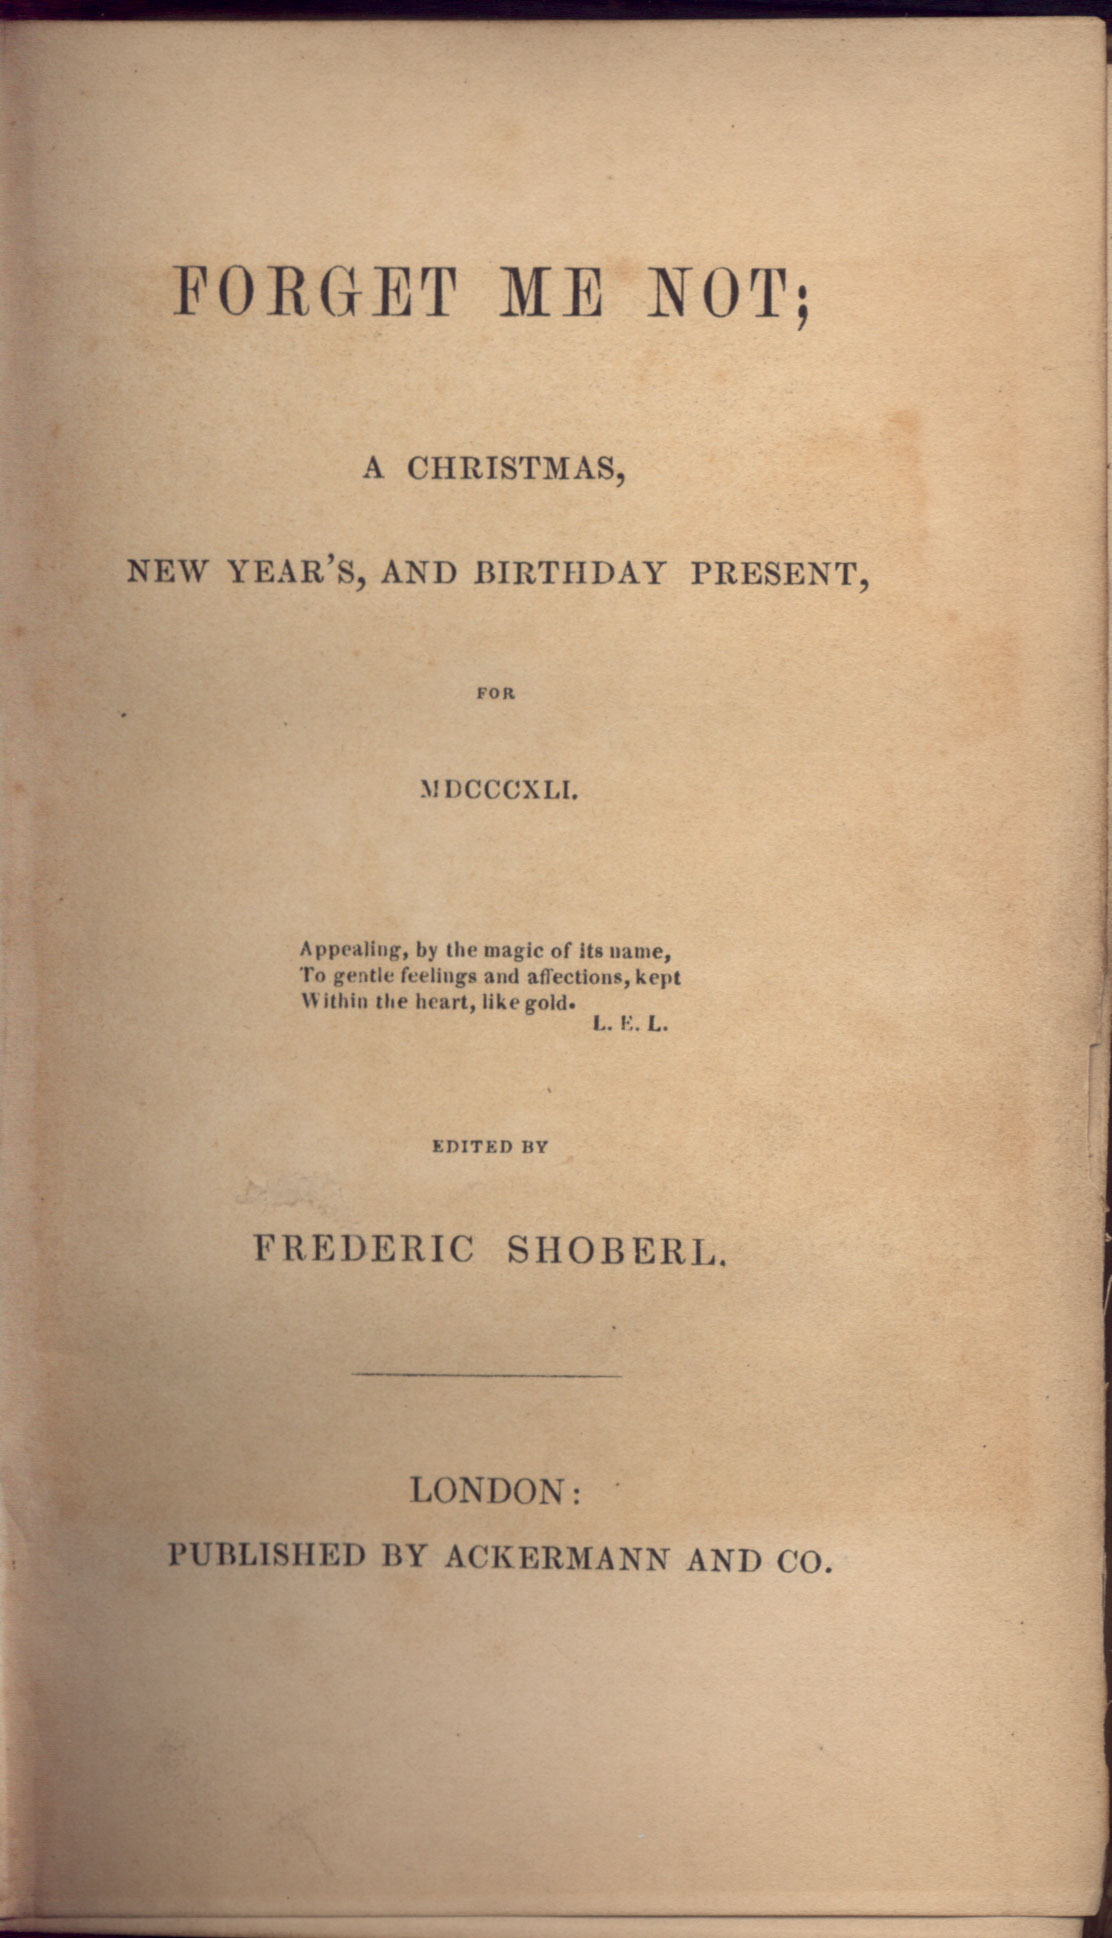 FORGET ME NOT;
A CHRISTMAS,
NEW YEAR'S, AND BIRTHDAY PRESENT,
FOR
MDCCCXLI.
Appealing, by the magic of its name,
To gentle feelings and affections, kept
Within the heart, like gold.
L. E. L.
EDITED BY
FREDERIC SHOBERL.
LONDON:
PUBLISHED BY ACKERMANN AND CO.